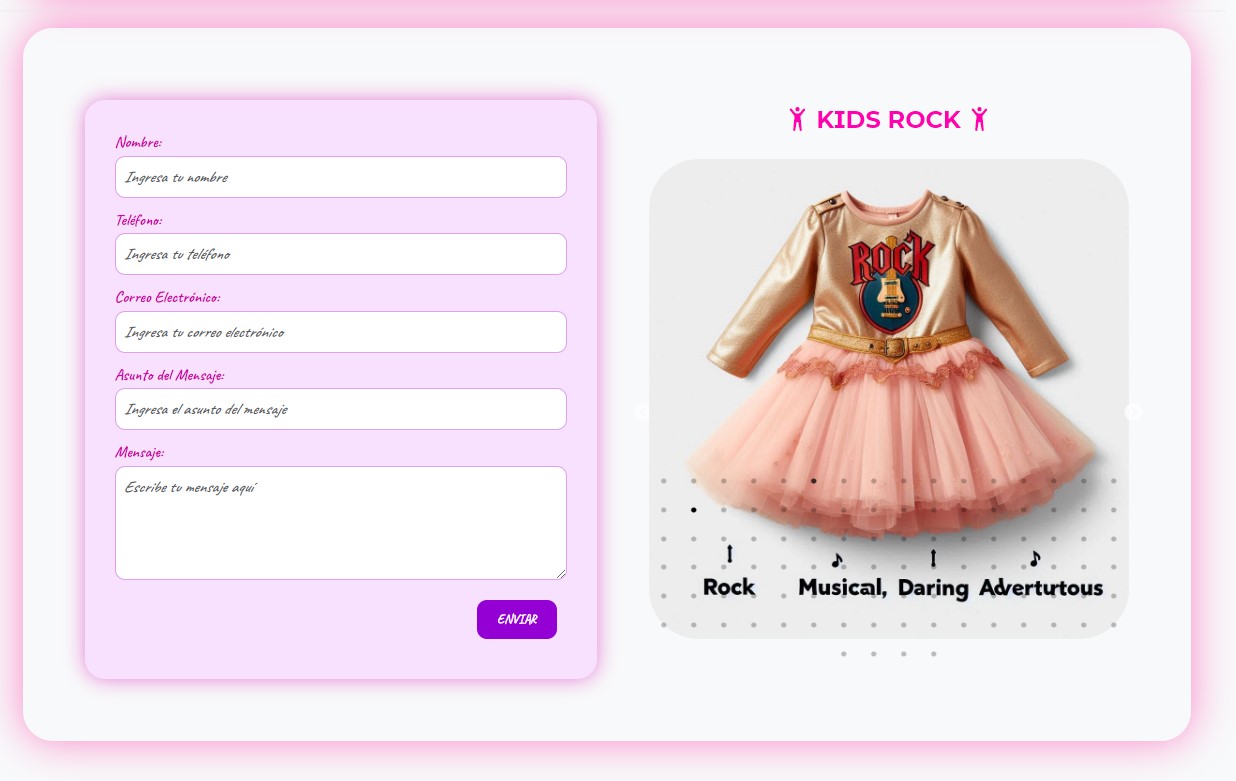 Nombre:
Ingresa tu nombre
Teléfono:
Ingresa tu teléfono
Correo Electrónico:
Ingresa tu correo electrónico
Asunto del Mensaje:
Ingresa el asunto del mensaje
Mensaje:
Escribe tu mensaje aquí
ENVIAR
KIDS ROCK
ROCK
Rock Musical, Daring Adverturtous